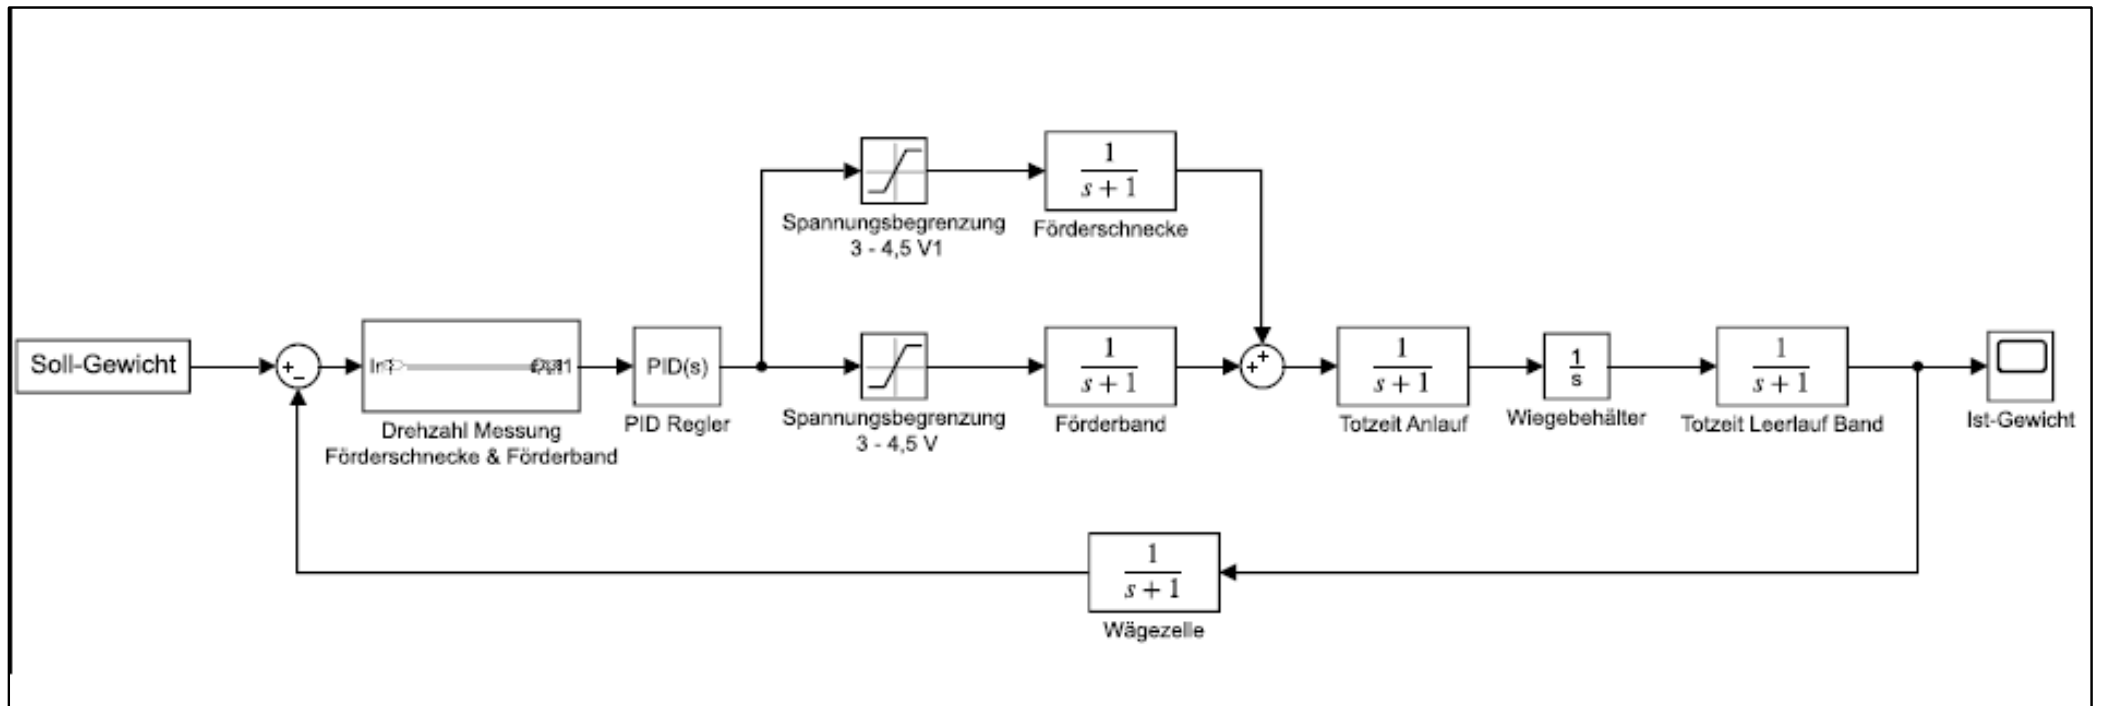 1
s + 1
Förderschnecke
Spannungsbegrenzung
3 - 4,5 V1
Soll-Gewicht
+
−
Drehzahl Messung
Förderschnecke & Förderband
PID(s)
PID Regler
Spannungsbegrenzung
3 - 4,5 V
1
s + 1
Förderband
+
+
1
s + 1
Totzeit Anlauf
1
s
Wiegebehälter
1
s + 1
Totzeit Leerlauf Band
Ist-Gewicht
1
s + 1
Wägezelle